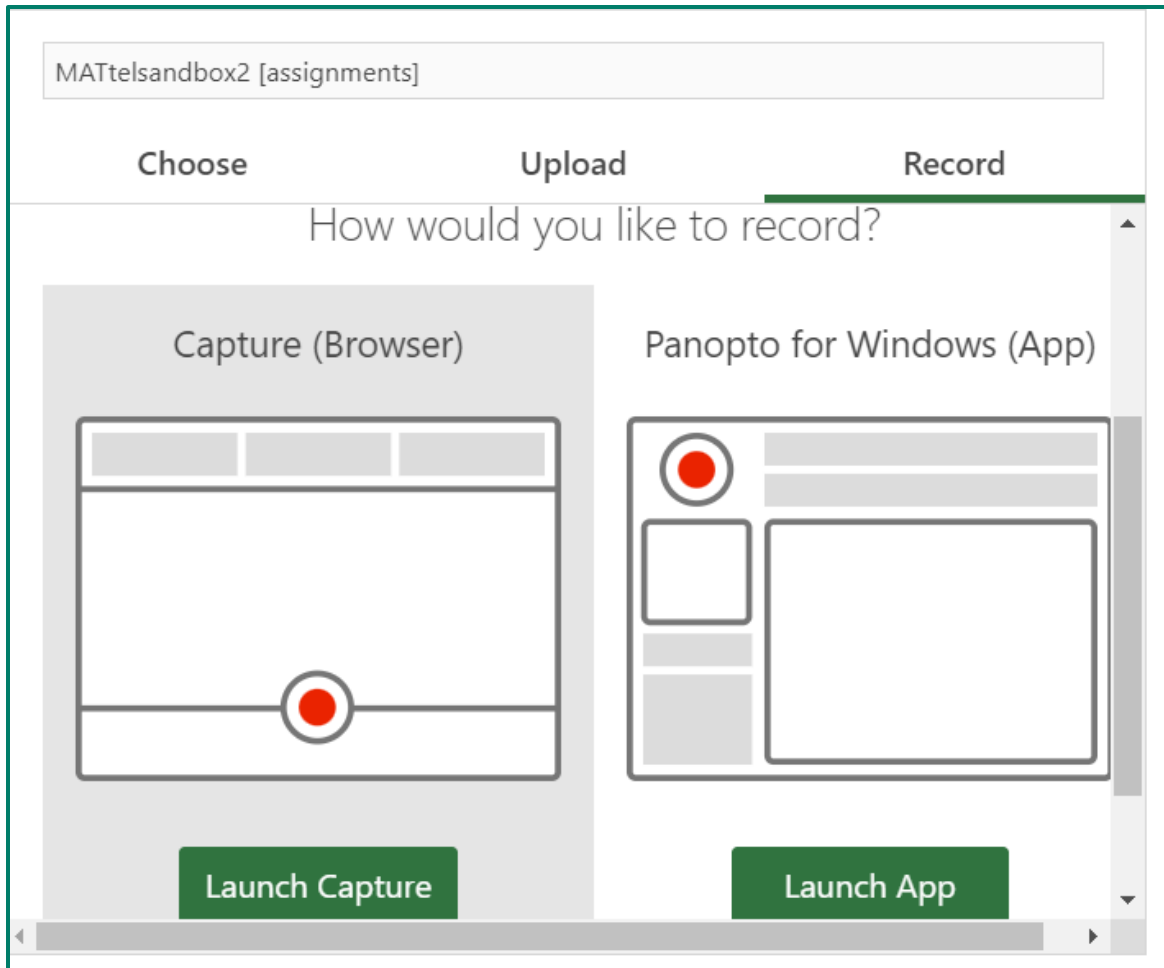 MATtelsandbox2 [assignments]
Choose Upload Record
How would you like to record?
Capture (Browser) Panopto for Windows (App)
Launch Capture Launch App